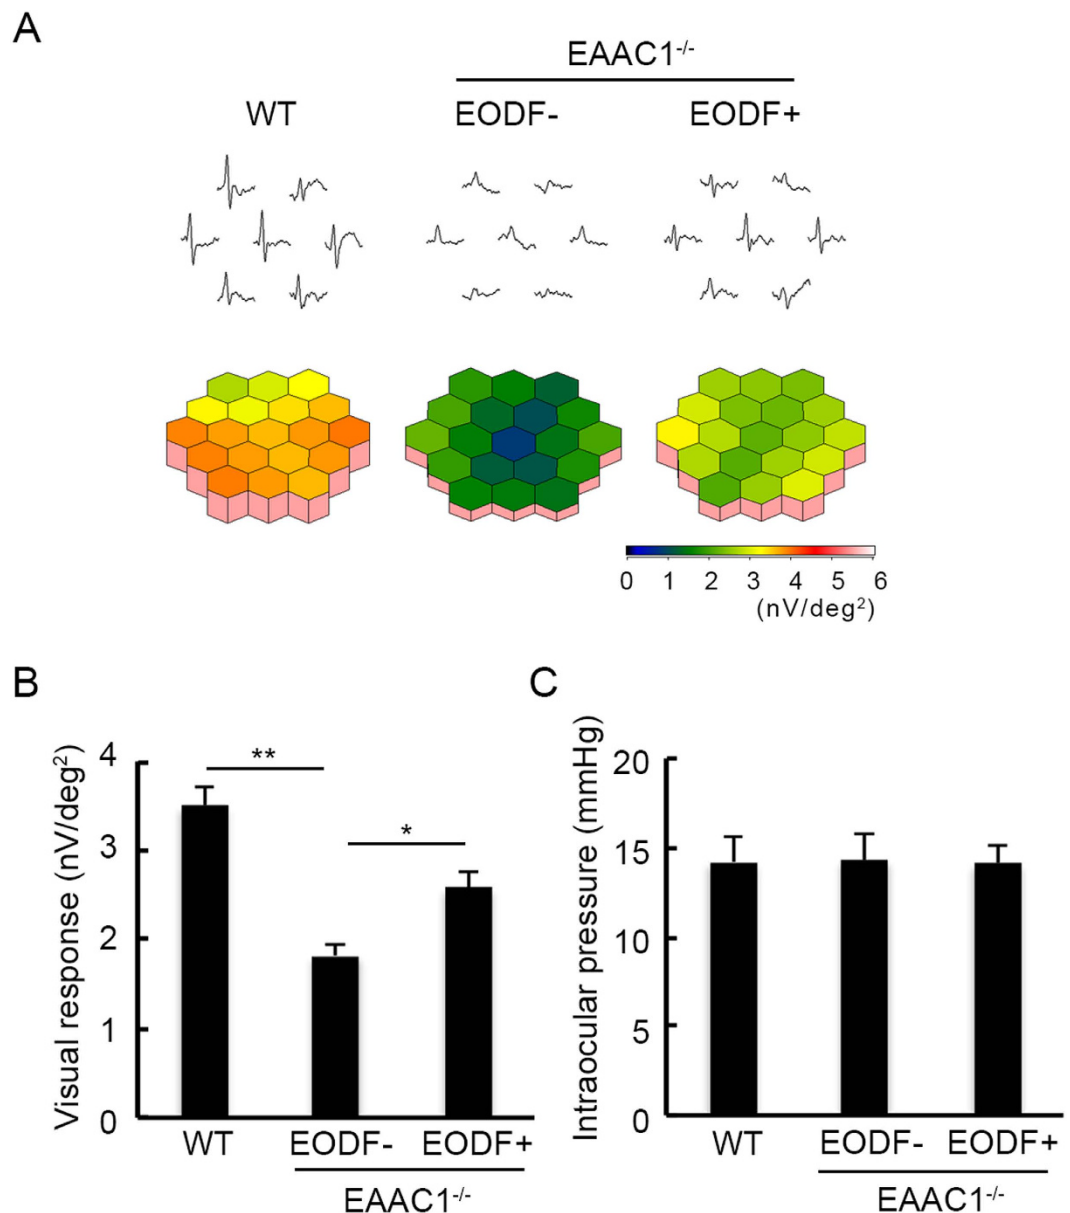 A
EAAC1-/-
WT EODF- EODF+
0 1 2 3 4 5 6
(nV/deg2)
B
C
Visual response (nV/deg2)
4
3
2
1
0
**
*
WT EODF- EODF+
EAAC1-/-
Intraocular pressure (mmHg)
20
15
10
5
0
WT EODF- EODF+
EAAC1-/-